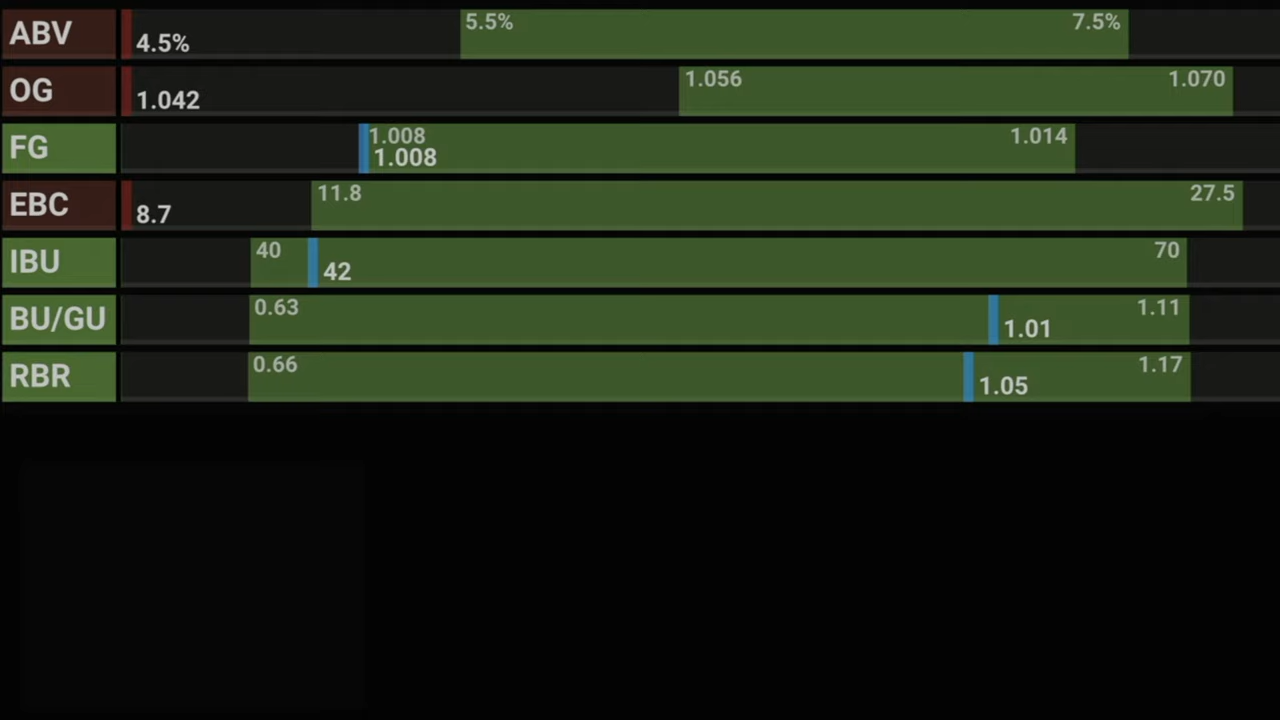 ABV 4.5% 5.5% 7.5%
OG 1.042 1.056 1.070
FG 1.008 1.008 1.014
EBC 8.7 11.8 27.5
IBU 40 42 70
BU/GU 0.63 1.01 1.11
RBR 0.66 1.05 1.17